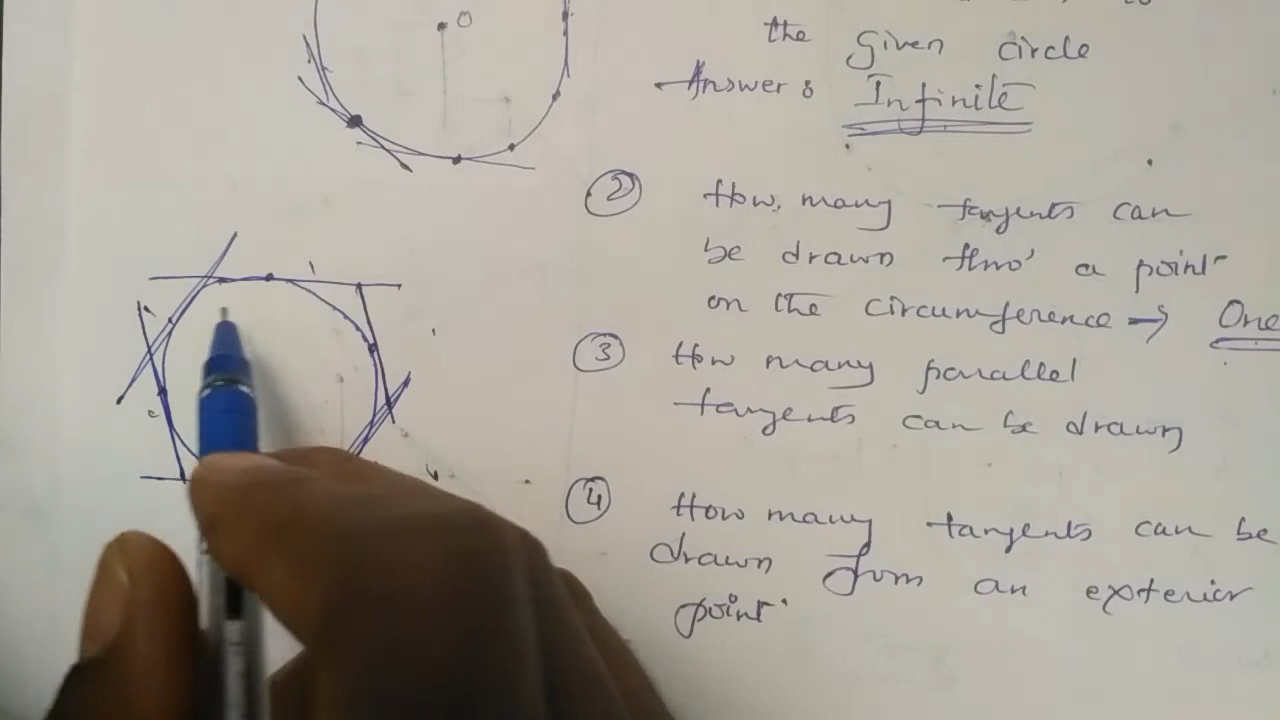 O
the Given circle
Answer : Infinite
② How many tangents can
be drawn thro' a point
on the circumference → One
③ How many parallel
tangents can be drawn
④ How many tangents can be
drawn from an exterior
point